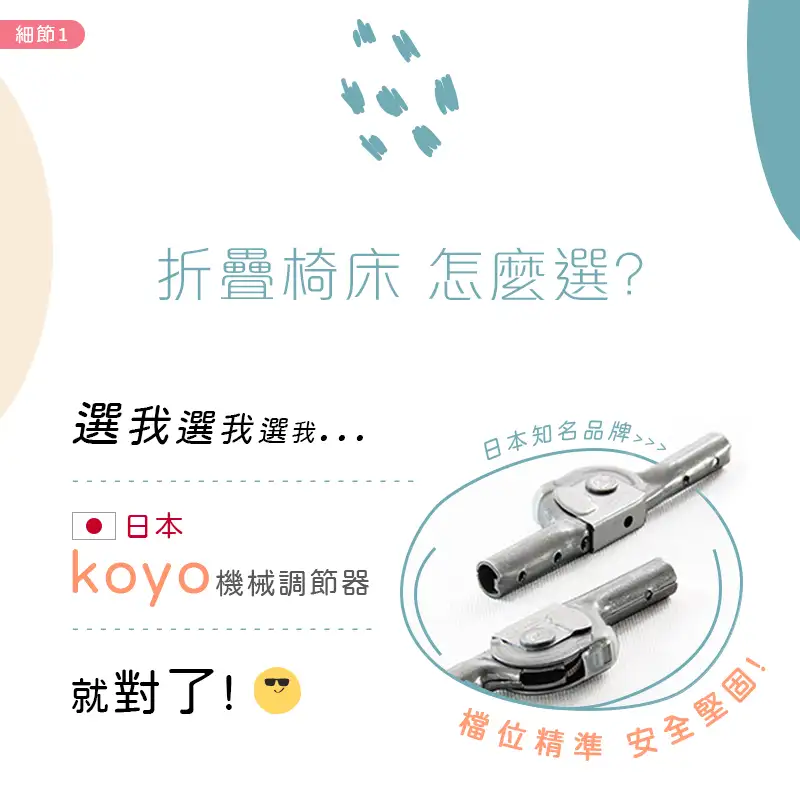 細節1
折疊椅床 怎麼選?
選我選我選我...
日本知名品牌>>>
日本
koyo機械調節器
就對了!
檔位精準 安全堅固!